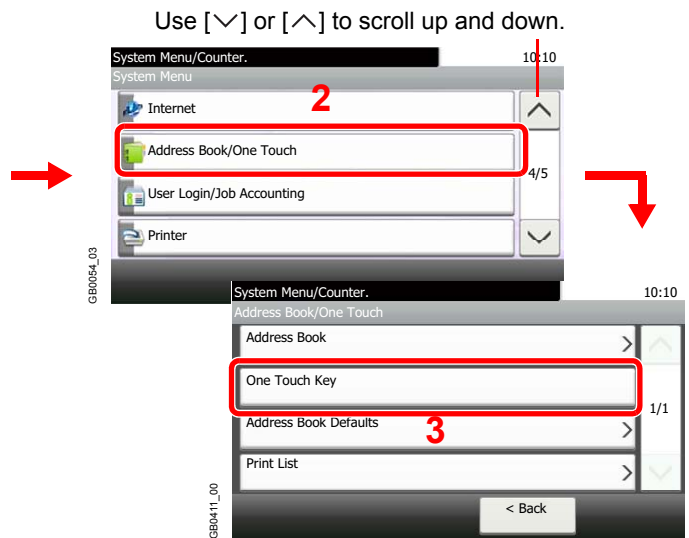 Use [∨] or [∧] to scroll up and down.
System Menu/Counter.
10:10
System Menu
2
Internet
Address Book/One Touch
4/5
User Login/Job Accounting
Printer
GB0054_03
System Menu/Counter.
10:10
Address Book/One Touch
Address Book
One Touch Key
1/1
Address Book Defaults
3
Print List
< Back
GB0411_00